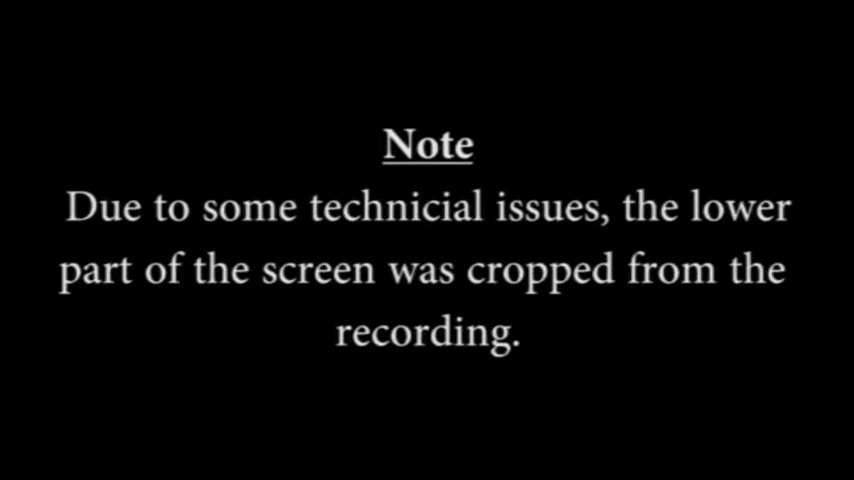 Note
Due to some technicial issues, the lower
part of the screen was cropped from the
recording.